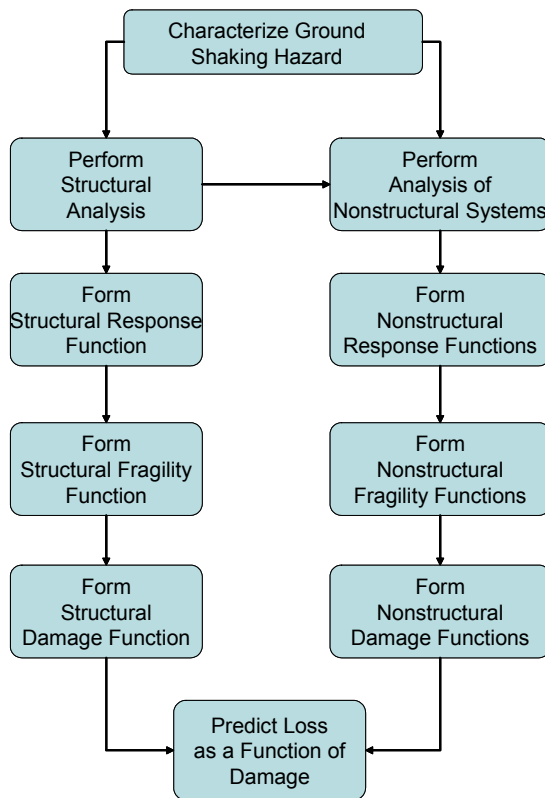 Characterize Ground
Shaking Hazard
Perform
Structural
Analysis
Perform
Analysis of
Nonstructural Systems
Form
Structural Response
Function
Form
Nonstructural
Response Functions
Form
Structural Fragility
Function
Form
Nonstructural
Fragility Functions
Form
Structural
Damage Function
Form
Nonstructural
Damage Functions
Predict Loss
as a Function of
Damage